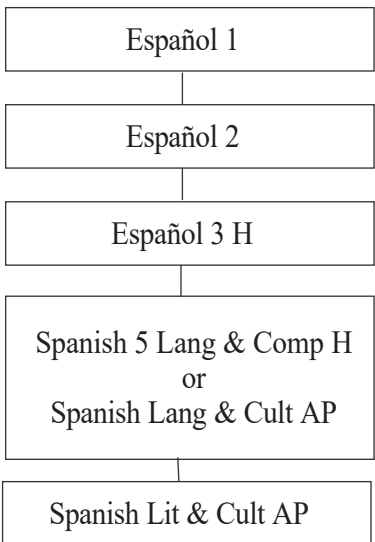 Español 1
Español 2
Español 3 H
Spanish 5 Lang & Comp H
or
Spanish Lang & Cult AP
Spanish Lit & Cult AP